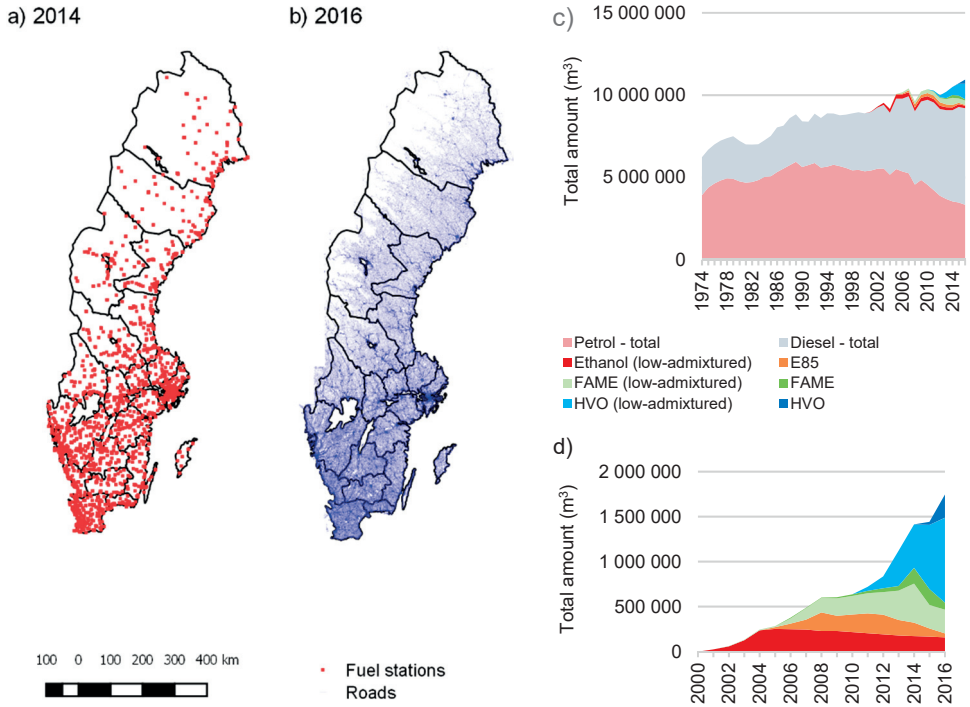 a) 2014
b) 2016
100 0 100 200 300 400 km
Fuel stations
Roads
c)
Total amount (m³)
15 000 000
10 000 000
5 000 000
0
1974
1978
1982
1986
1990
1994
1998
2002
2006
2010
2014
Petrol - total
Diesel - total
Ethanol (low-admixtured)
E85
FAME (low-admixtured)
FAME
HVO (low-admixtured)
HVO
d)
Total amount (m³)
2 000 000
1 500 000
1 000 000
500 000
0
2000
2002
2004
2006
2008
2010
2012
2014
2016